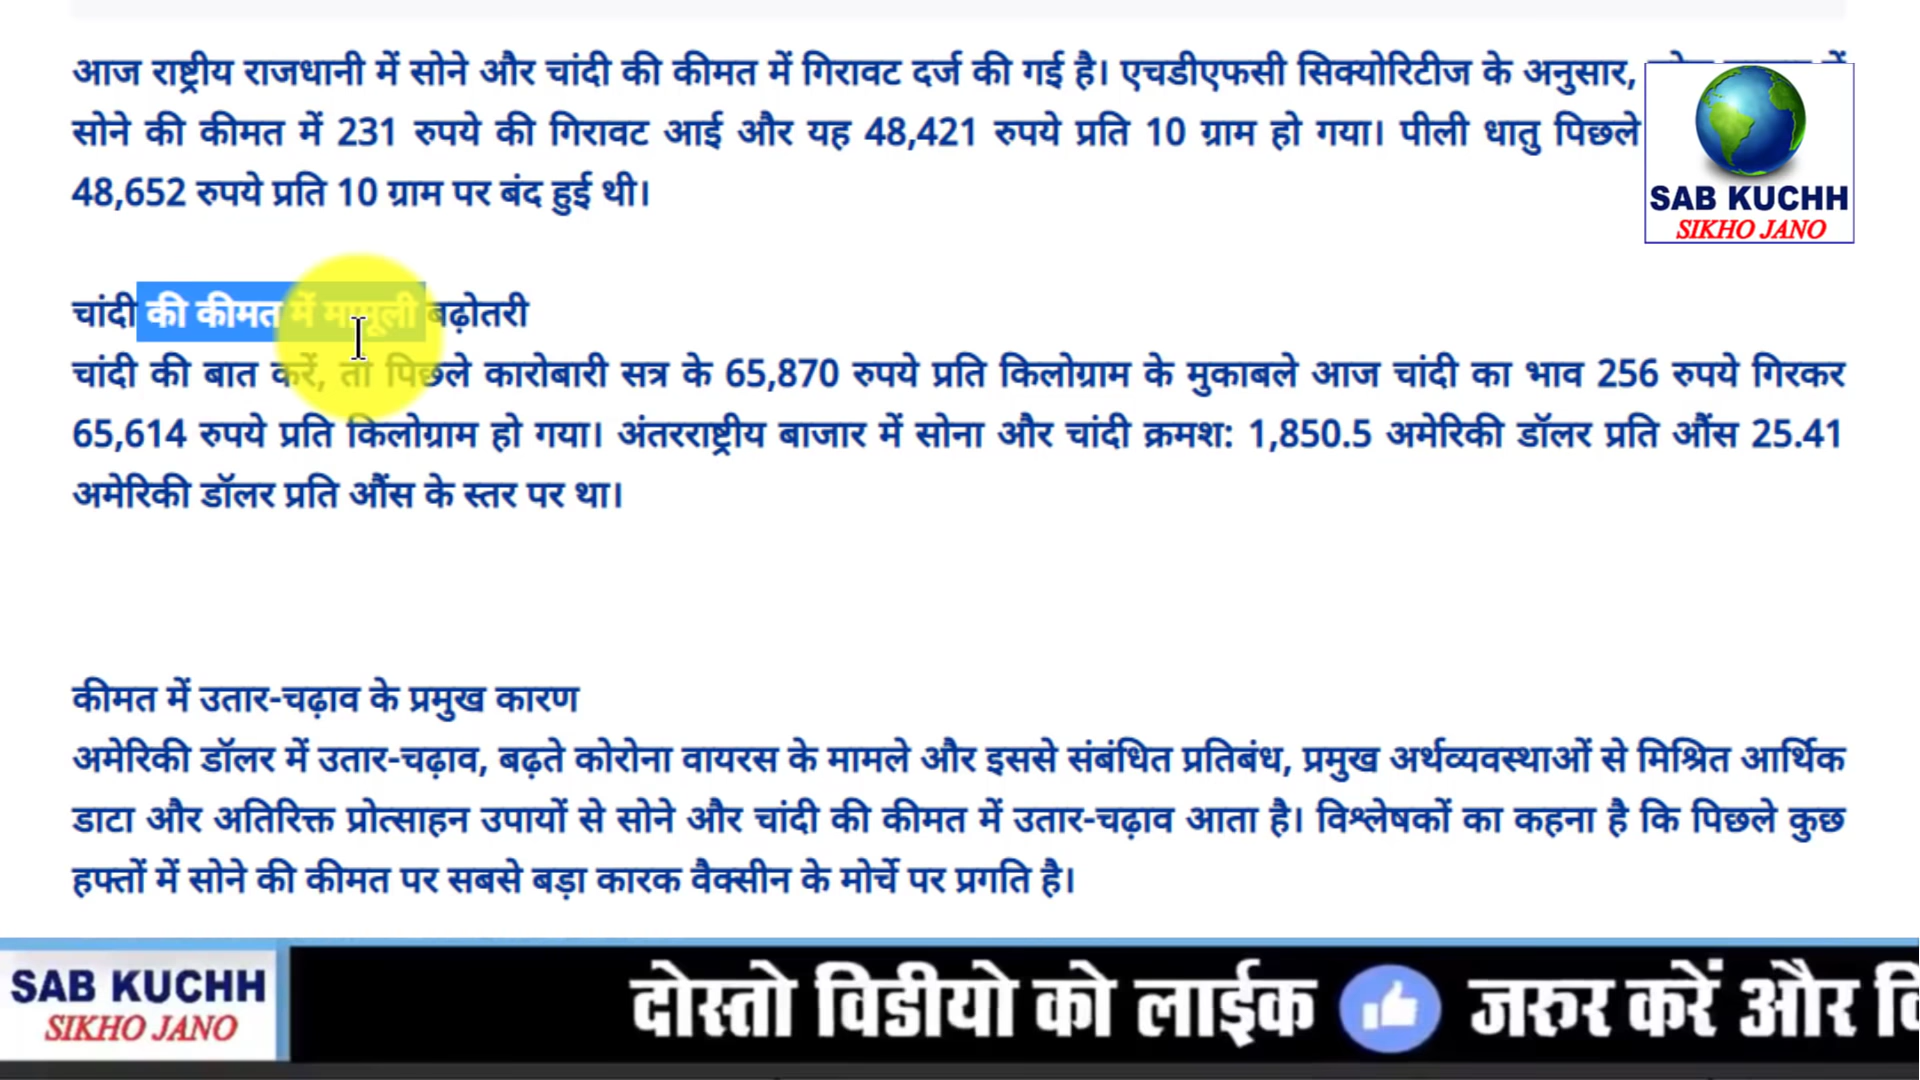 आज राष्ट्रीय राजधानी में सोने और चांदी की कीमत में गिरावट दर्ज की गई है। एचडीएफसी सिक्योरिटीज के अनुसार,
सोने की कीमत में 231 रुपये की गिरावट आई और यह 48,421 रुपये प्रति 10 ग्राम हो गया। पीली धातु पिछले
48,652 रुपये प्रति 10 ग्राम पर बंद हुई थी।
SAB KUCHH
SIKHO JANO
चांदी की कीमत में मामूली बढ़ोतरी
चांदी की बात करें, तो पिछले कारोबारी सत्र के 65,870 रुपये प्रति किलोग्राम के मुकाबले आज चांदी का भाव 256 रुपये गिरकर
65,614 रुपये प्रति किलोग्राम हो गया। अंतरराष्ट्रीय बाजार में सोना और चांदी क्रमश: 1,850.5 अमेरिकी डॉलर प्रति औंस 25.41
अमेरिकी डॉलर प्रति औंस के स्तर पर था।
कीमत में उतार-चढ़ाव के प्रमुख कारण
अमेरिकी डॉलर में उतार-चढ़ाव, बढ़ते कोरोना वायरस के मामले और इससे संबंधित प्रतिबंध, प्रमुख अर्थव्यवस्थाओं से मिश्रित आर्थिक
डाटा और अतिरिक्त प्रोत्साहन उपायों से सोने और चांदी की कीमत में उतार-चढ़ाव आता है। विश्लेषकों का कहना है कि पिछले कुछ
हफ्तों में सोने की कीमत पर सबसे बड़ा कारक वैक्सीन के मोर्चे पर प्रगति है।
SAB KUCHH
SIKHO JANO
दोस्तो विडीयो को लाईक जरुर करें और